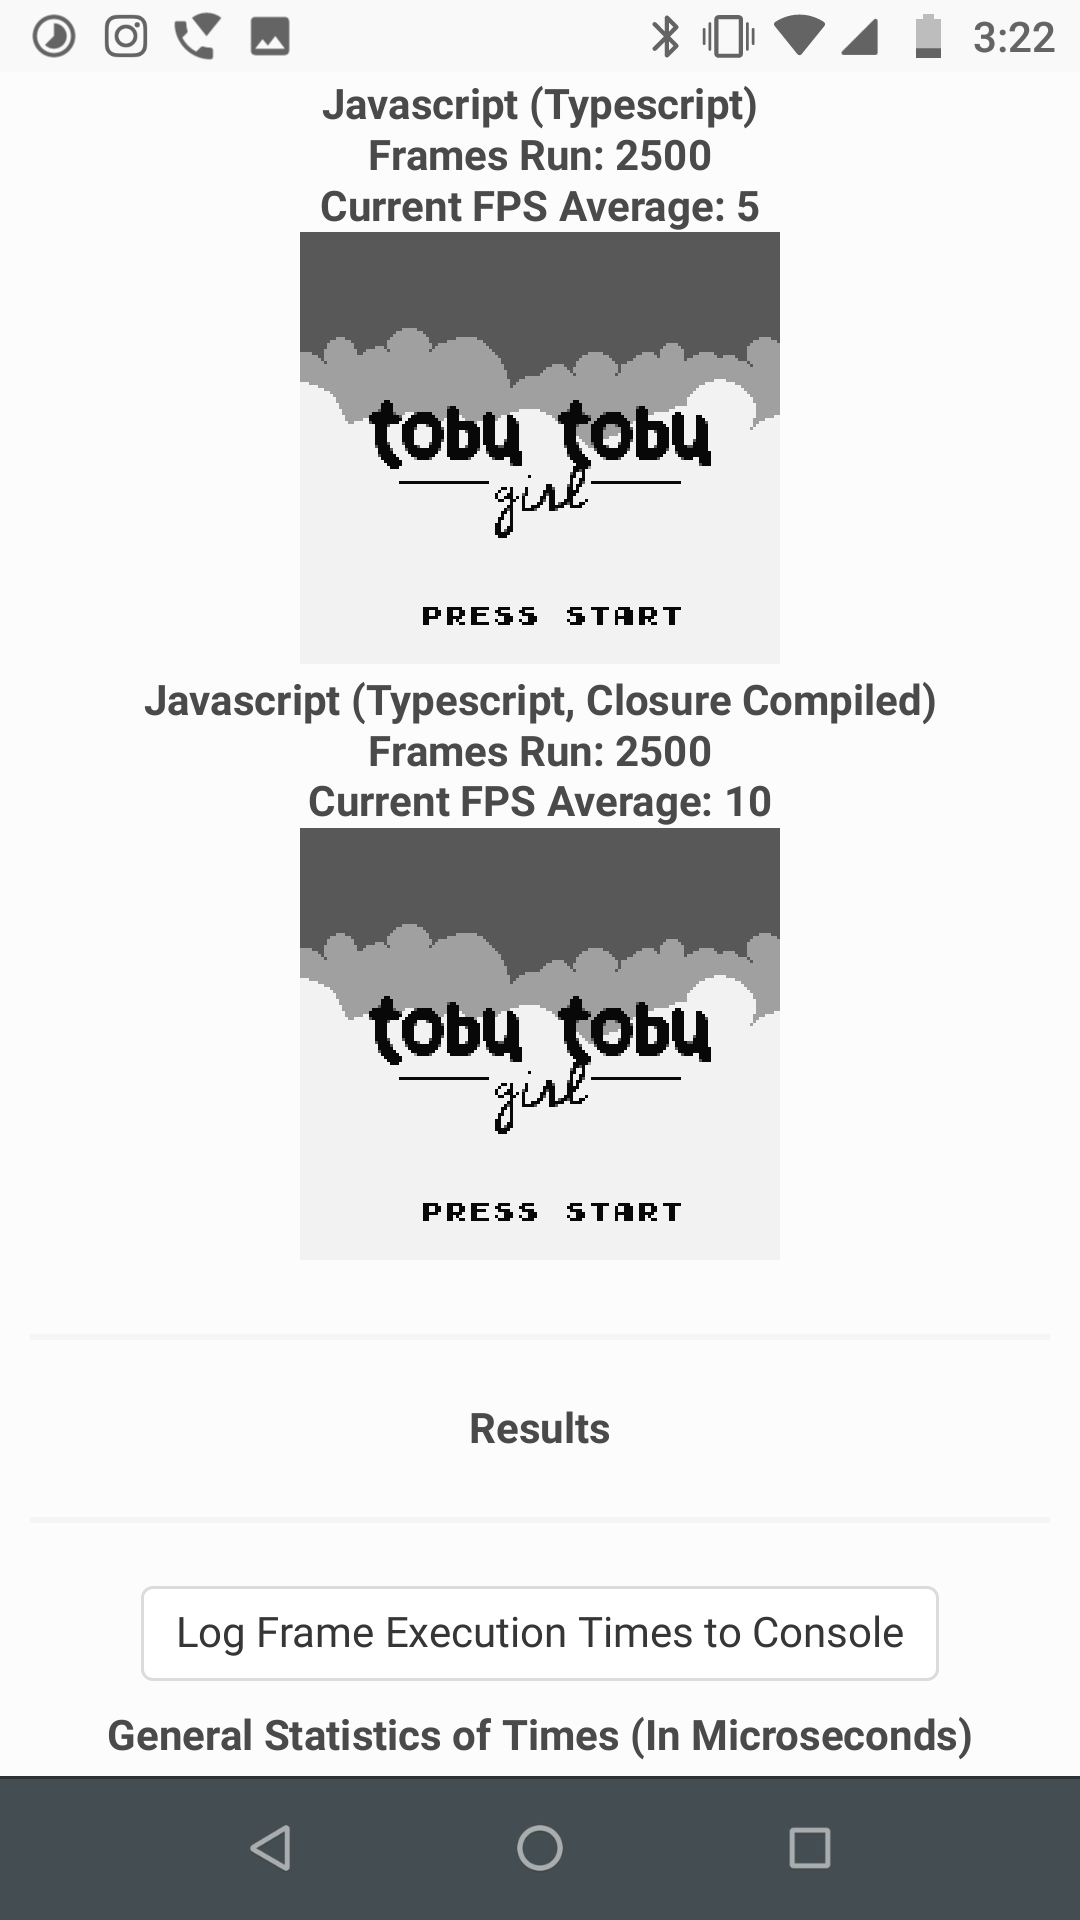 3:22
Javascript (Typescript)
Frames Run: 2500
Current FPS Average: 5
tobu tobu
girl
PRESS START
Javascript (Typescript, Closure Compiled)
Frames Run: 2500
Current FPS Average: 10
tobu tobu
girl
PRESS START
Results
Log Frame Execution Times to Console
General Statistics of Times (In Microseconds)